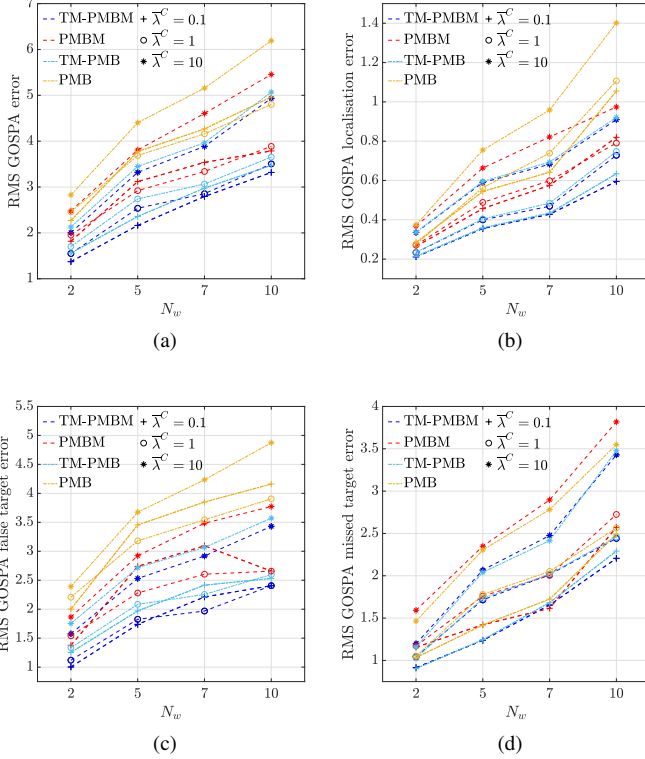 7
6
5
4
3
2
1
TM-PMBM + λ̅ᶜ = 0.1
PMBM ○ λ̅ᶜ = 1
TM-PMB * λ̅ᶜ = 10
PMB
RMS GOSPA error
2 5 7 10
N_w
(a)
1.4
1.2
1
0.8
0.6
0.4
0.2
TM-PMBM + λ̅ᶜ = 0.1
PMBM ○ λ̅ᶜ = 1
TM-PMB * λ̅ᶜ = 10
PMB
RMS GOSPA localisation error
2 5 7 10
N_w
(b)
5.5
5
4.5
4
3.5
3
2.5
2
1.5
1
TM-PMBM + λ̅ᶜ = 0.1
PMBM ○ λ̅ᶜ = 1
TM-PMB * λ̅ᶜ = 10
PMB
RMS GOSPA false target error
2 5 7 10
N_w
(c)
4
3.5
3
2.5
2
1.5
1
TM-PMBM + λ̅ᶜ = 0.1
PMBM ○ λ̅ᶜ = 1
TM-PMB * λ̅ᶜ = 10
PMB
RMS GOSPA missed target error
2 5 7 10
N_w
(d)